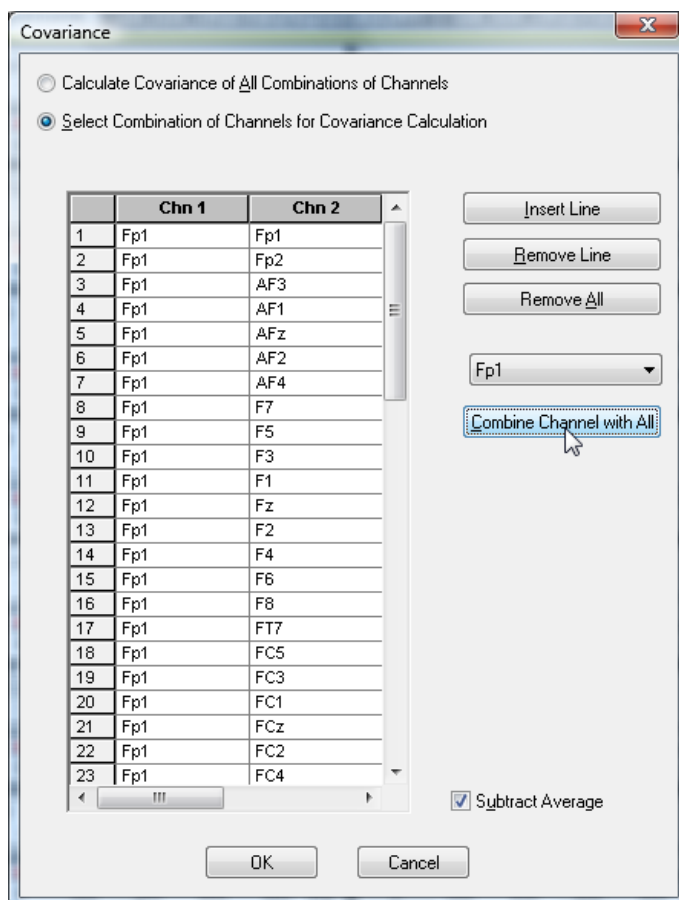 Covariance
Calculate Covariance of All Combinations of Channels
Select Combination of Channels for Covariance Calculation
Chn 1 Chn 2
1 Fp1 Fp1
2 Fp1 Fp2
3 Fp1 AF3
4 Fp1 AF1
5 Fp1 AFz
6 Fp1 AF2
7 Fp1 AF4
8 Fp1 F7
9 Fp1 F5
10 Fp1 F3
11 Fp1 F1
12 Fp1 Fz
13 Fp1 F2
14 Fp1 F4
15 Fp1 F6
16 Fp1 F8
17 Fp1 FT7
18 Fp1 FC5
19 Fp1 FC3
20 Fp1 FC1
21 Fp1 FCz
22 Fp1 FC2
23 Fp1 FC4
Insert Line
Remove Line
Remove All
Fp1
Combine Channel with All
Subtract Average
OK Cancel